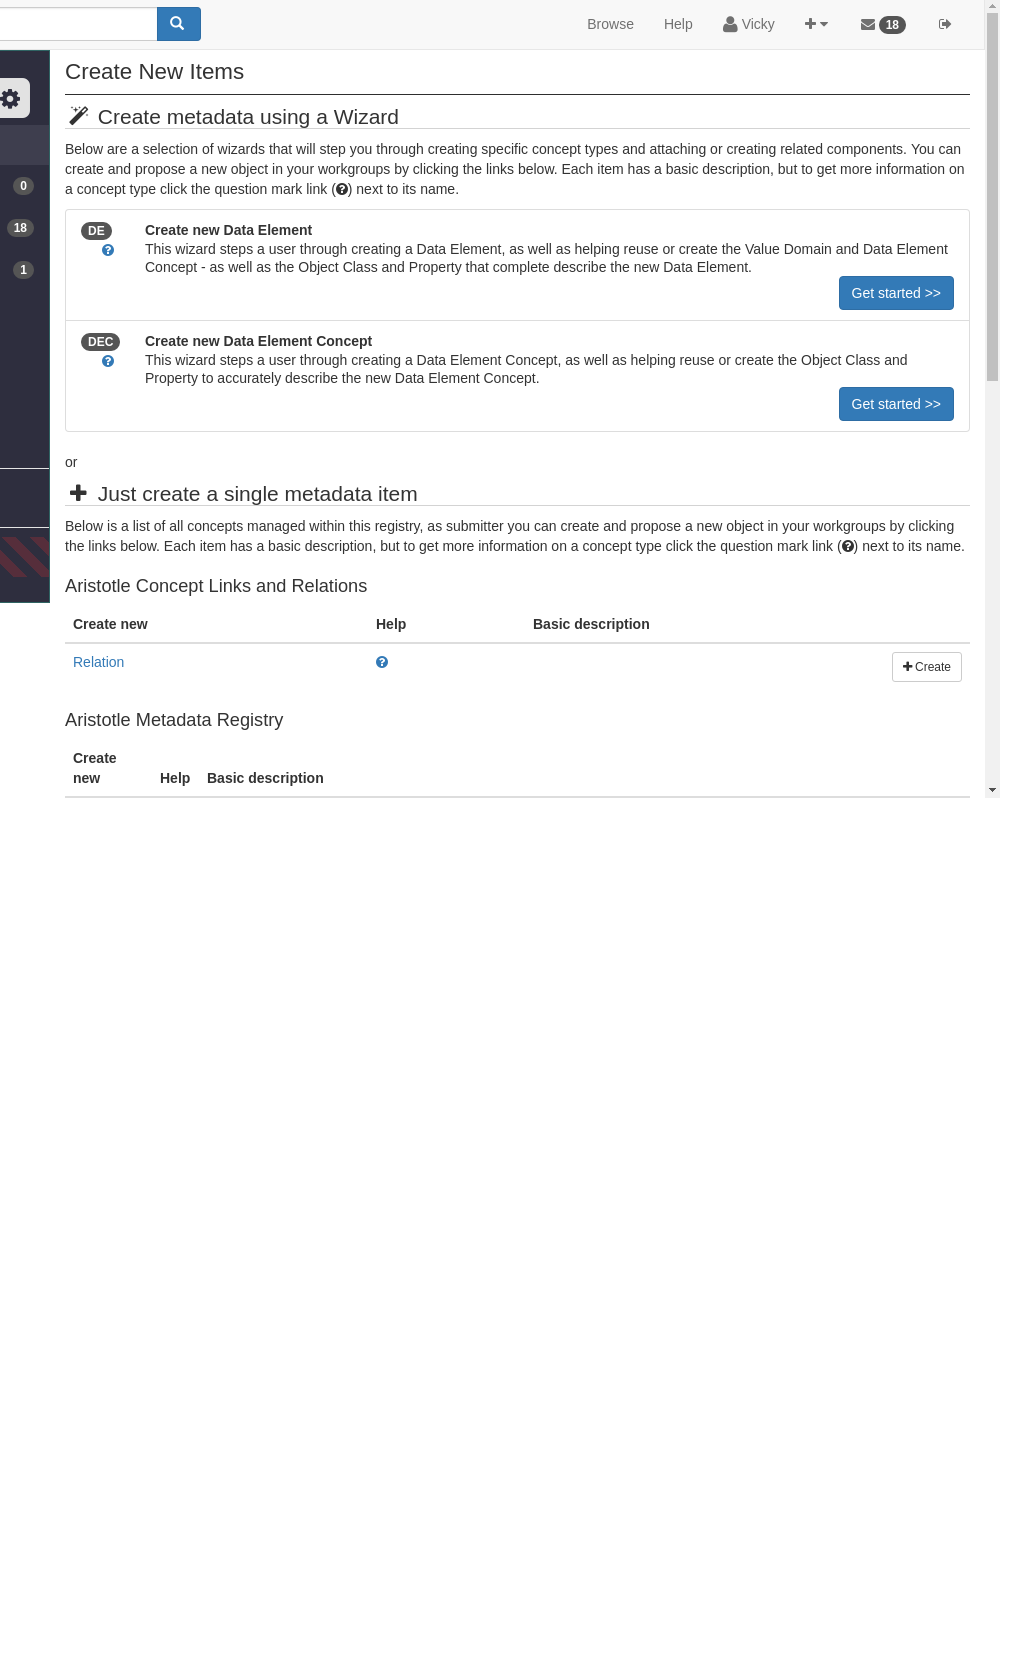 Browse Help Vicky 18
Create New Items
0
18
1
Create metadata using a Wizard
Below are a selection of wizards that will step you through creating specific concept types and attaching or creating related components. You can
create and propose a new object in your workgroups by clicking the links below. Each item has a basic description, but to get more information on
a concept type click the question mark link (?) next to its name.
DE Create new Data Element
This wizard steps a user through creating a Data Element, as well as helping reuse or create the Value Domain and Data Element
Concept - as well as the Object Class and Property that complete describe the new Data Element.
Get started >>
DEC Create new Data Element Concept
This wizard steps a user through creating a Data Element Concept, as well as helping reuse or create the Object Class and
Property to accurately describe the new Data Element Concept.
Get started >>
or
Just create a single metadata item
Below is a list of all concepts managed within this registry, as submitter you can create and propose a new object in your workgroups by clicking
the links below. Each item has a basic description, but to get more information on a concept type click the question mark link (?) next to its name.
Aristotle Concept Links and Relations
Create new Help Basic description
Relation ? Create
Aristotle Metadata Registry
Create
new Help Basic description